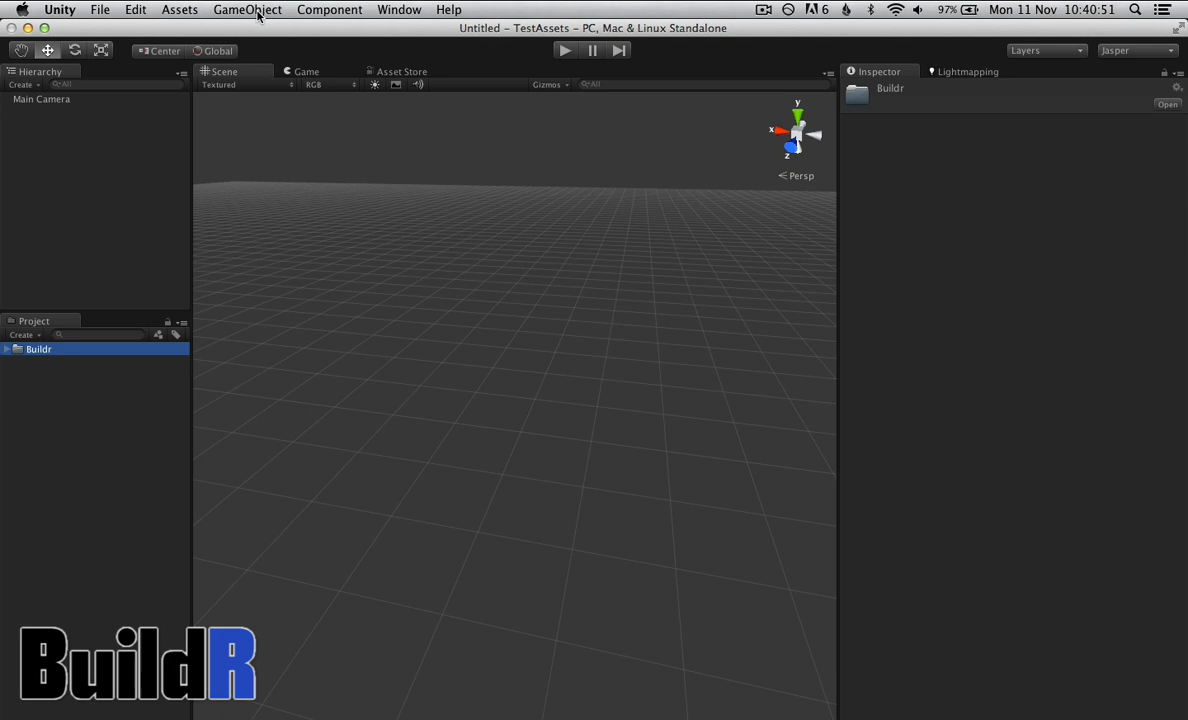 Unity File Edit Assets GameObject Component Window Help 6 97% Mon 11 Nov 10:40:51
Untitled – TestAssets – PC, Mac & Linux Standalone
Center Global Layers Jasper
Hierarchy Scene Game Asset Store Inspector Lightmapping
Create All Textured RGB Gizmos All
Buildr
Open
Main Camera
y
x
z
Persp
Project
Create
Buildr
BuildR